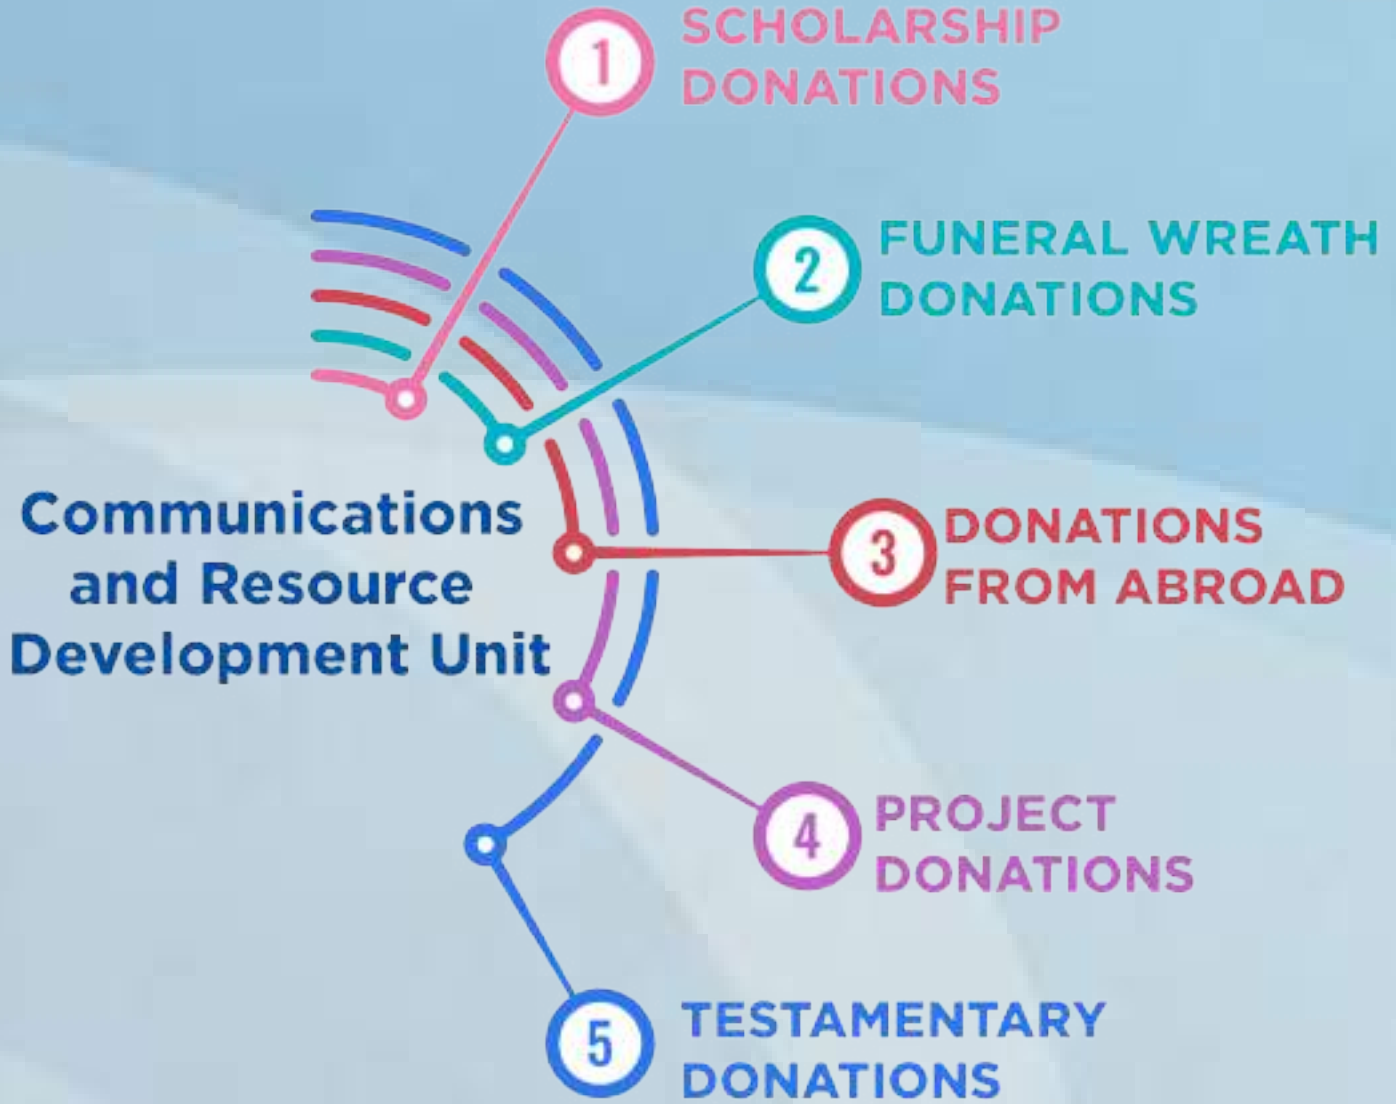 Communications
and Resource
Development Unit
1
SCHOLARSHIP
DONATIONS
2
FUNERAL WREATH
DONATIONS
3
DONATIONS
FROM ABROAD
4
PROJECT
DONATIONS
5
TESTAMENTARY
DONATIONS